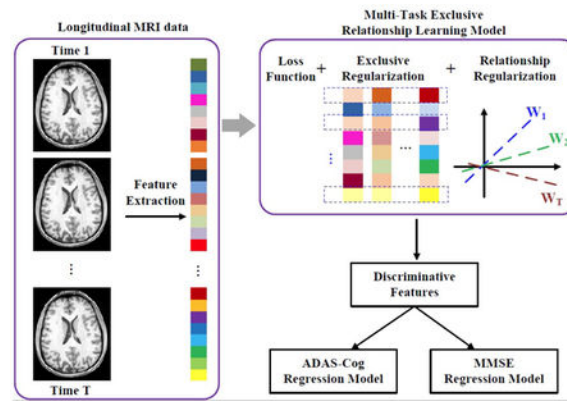 Longitudinal MRI data
Time 1
Feature
Extraction
Time T
Multi-Task Exclusive
Relationship Learning Model
Loss
Function
+
Exclusive
Regularization
+
Relationship
Regularization
W1
W2
WT
Discriminative
Features
ADAS-Cog
Regression Model
MMSE
Regression Model